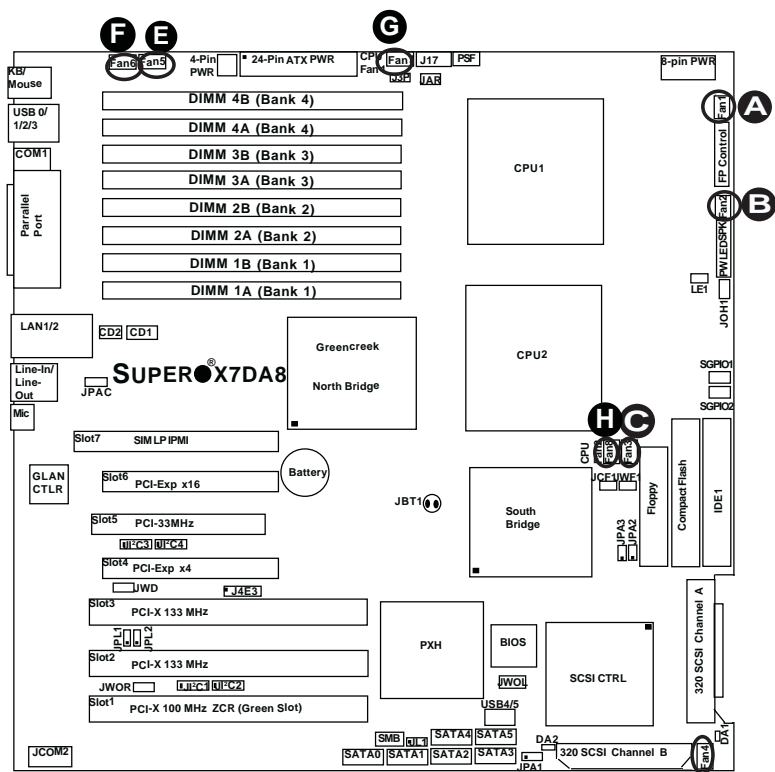 F
E
G
Fan6
Fan5
4-Pin
PWR
24-Pin ATX PWR
CPU
Fan1
Fan
J17
PSF
J3P
JAR
8-pin PWR
KB/
Mouse
USB 0/
1/2/3
COM1
Parrallel
Port
DIMM 4B (Bank 4)
DIMM 4A (Bank 4)
DIMM 3B (Bank 3)
DIMM 3A (Bank 3)
DIMM 2B (Bank 2)
DIMM 2A (Bank 2)
DIMM 1B (Bank 1)
DIMM 1A (Bank 1)
CPU1
Fan1
A
FP Control
Fan2
B
PWLEDSPK
LE1
JOH1
LAN1/2
CD2
CD1
Greencreek
North Bridge
CPU2
SUPER®X7DA8
Line-In/
Line-
Out
JPAC
Mic
SGPIO1
SGPIO2
Slot7
SIMLP IPMI
H
C
CPU
Fan2
Fan8
Fan3
JCF1
JWF1
Floppy
Compact Flash
IDE1
GLAN
CTLR
Slot6
PCI-Exp x16
Battery
JBT1
South
Bridge
JPA3
JPA2
Slot5
PCI-33MHz
JI²C3
JI²C4
Slot4
PCI-Exp x4
JWD
J4E3
Slot3
PCI-X 133 MHz
JPL1
JPL2
PXH
BIOS
SCSI CTRL
320 SCSI Channel A
Slot2
PCI-X 133 MHz
JWOR
JI²C1
JI²C2
JWOL
Slot1
PCI-X 100 MHz ZCR (Green Slot)
USB4/5
JCOM2
SMB
JL1
SATA4
SATA5
SATA0
SATA1
SATA2
SATA3
DA2
JPA1
320 SCSI Channel B
DA1
Fan4